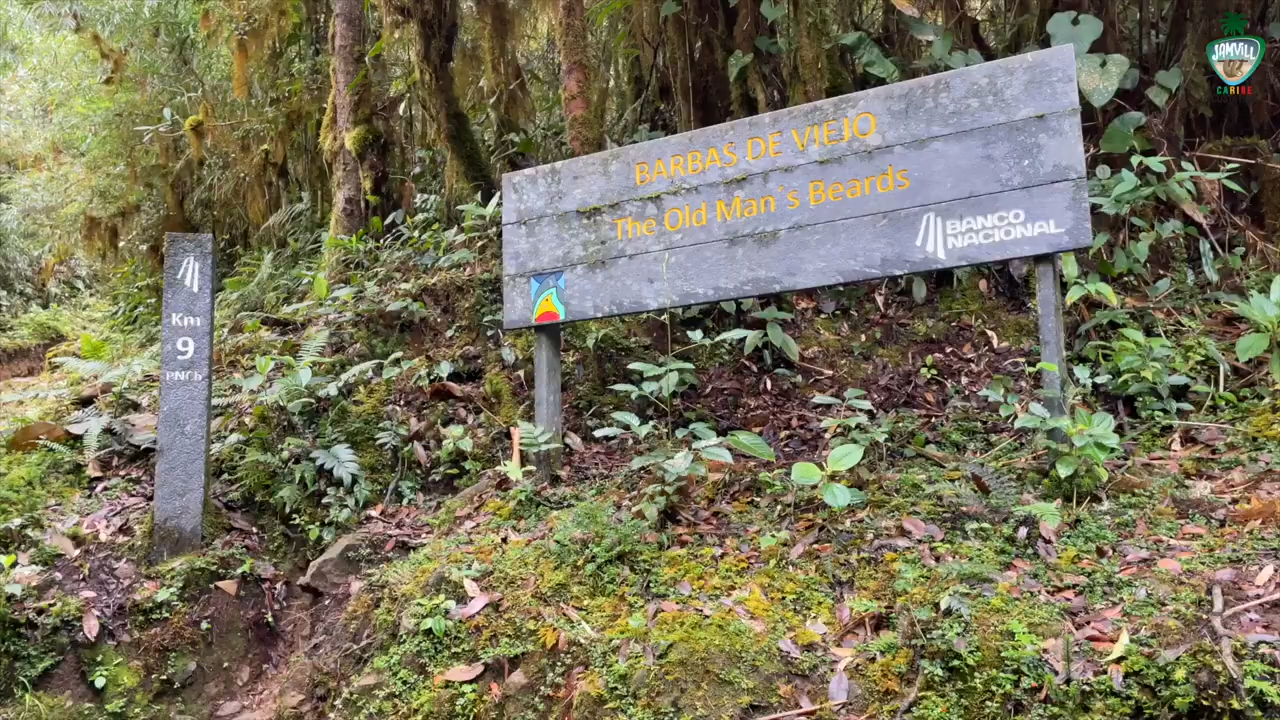 BARBAS DE VIEJO
The Old Man´s Beards
BANCO
NACIONAL
Km
9
PNCh
JAMVILL
CARIBE